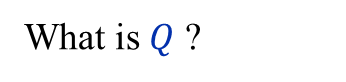 What is Q ?